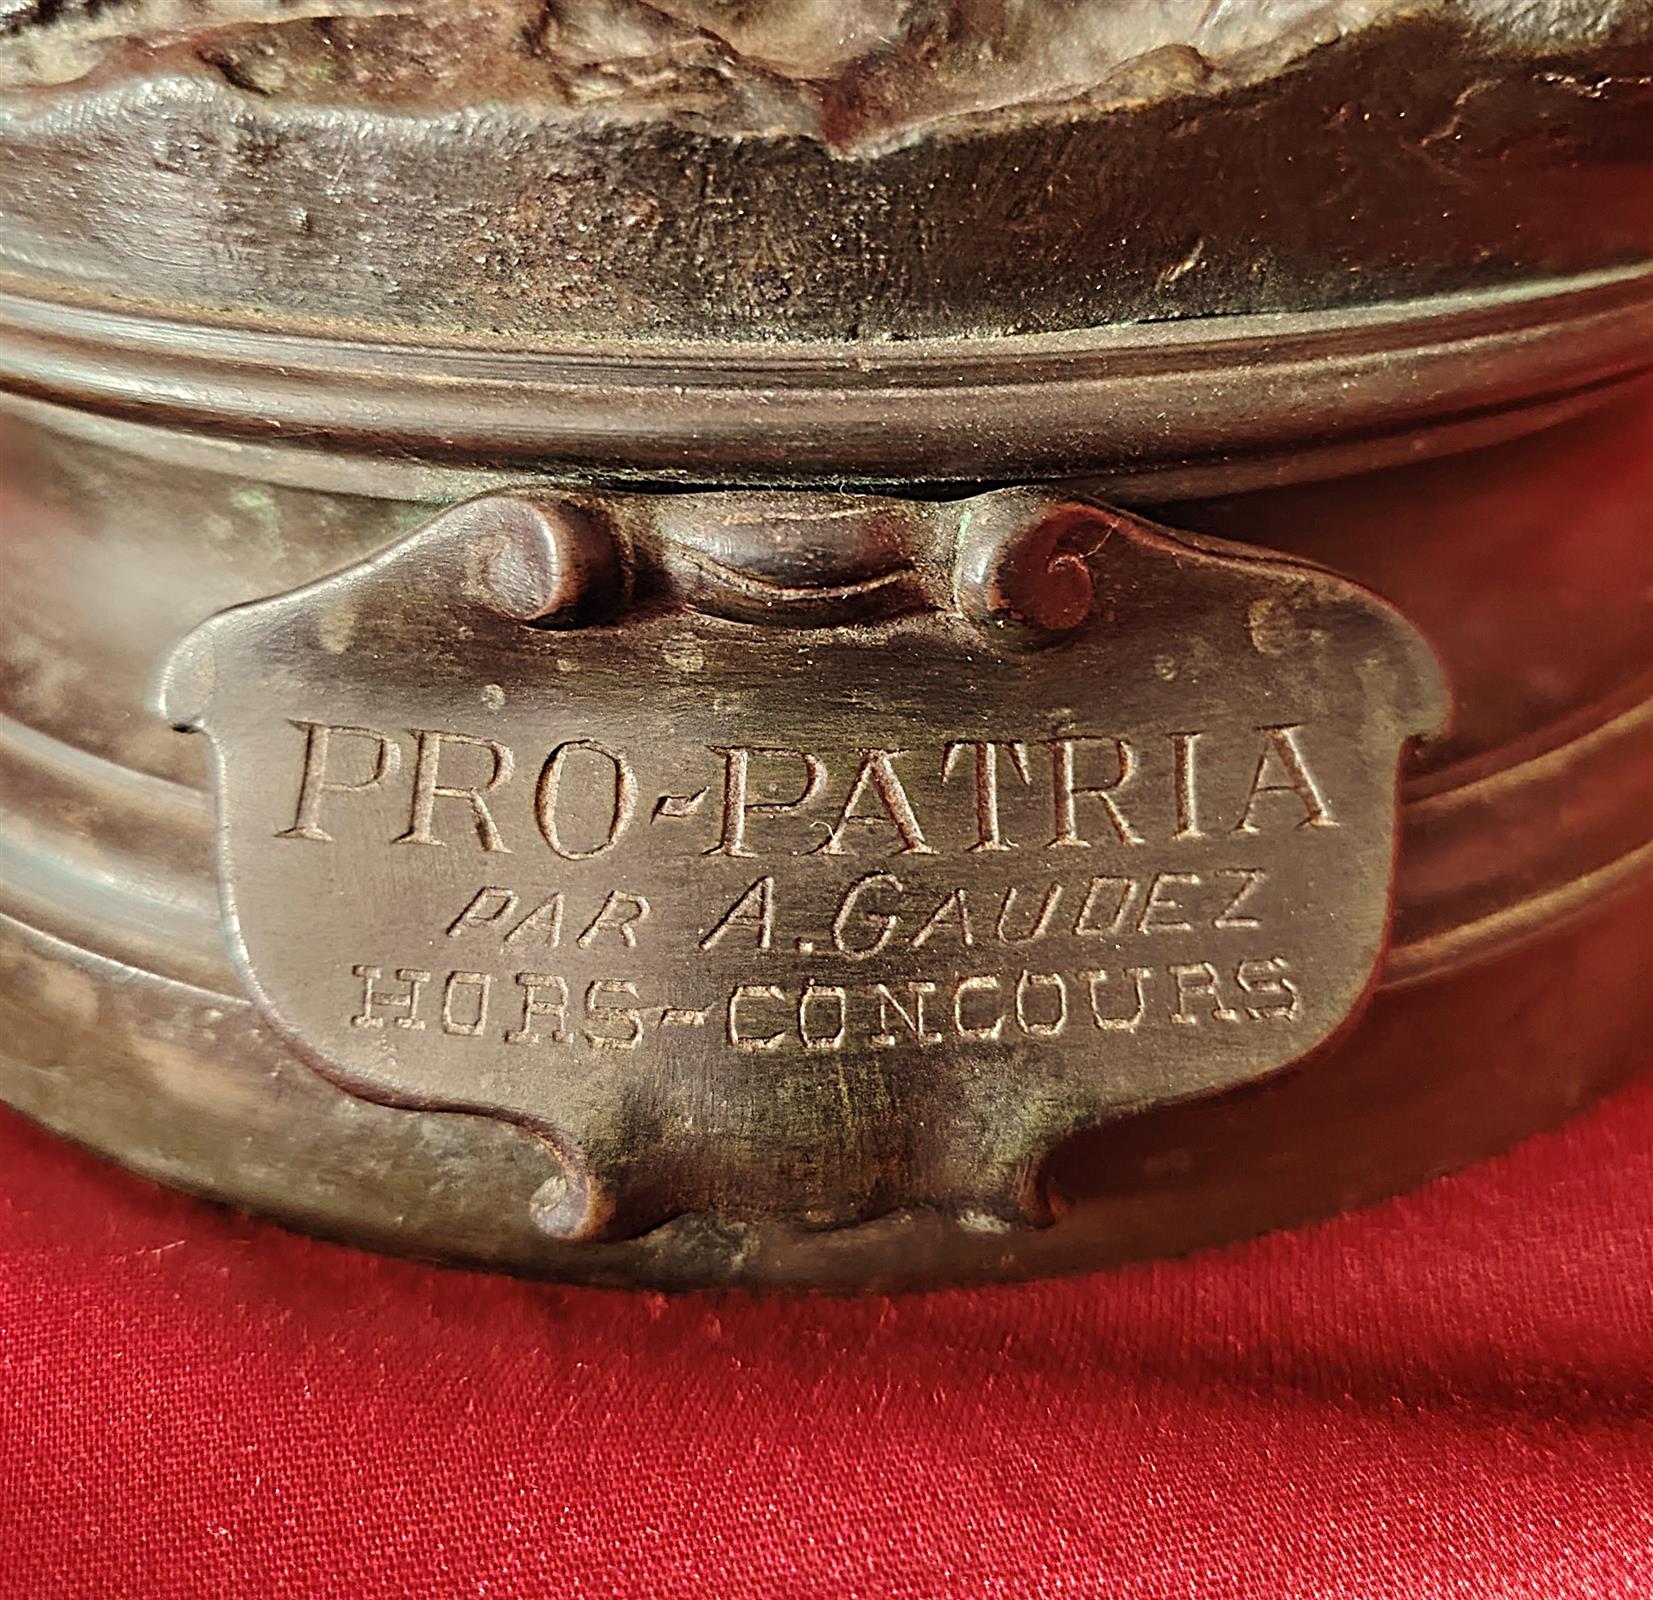 PRO-PATRIA
PAR A. GAUDEZ
HORS-CONCOURS